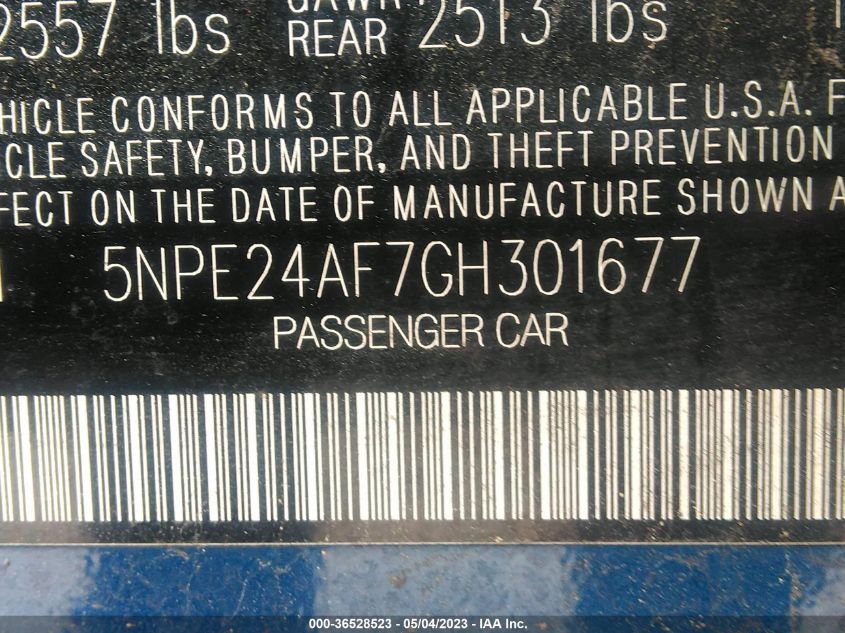 2557 lbs GAWR REAR 2513 lbs
HICLE CONFORMS TO ALL APPLICABLE U.S.A. F
CLE SAFETY, BUMPER, AND THEFT PREVENTION
FECT ON THE DATE OF MANUFACTURE SHOWN A
5NPE24AF7GH301677
PASSENGER CAR
000-36528523 - 05/04/2023 - IAA Inc.